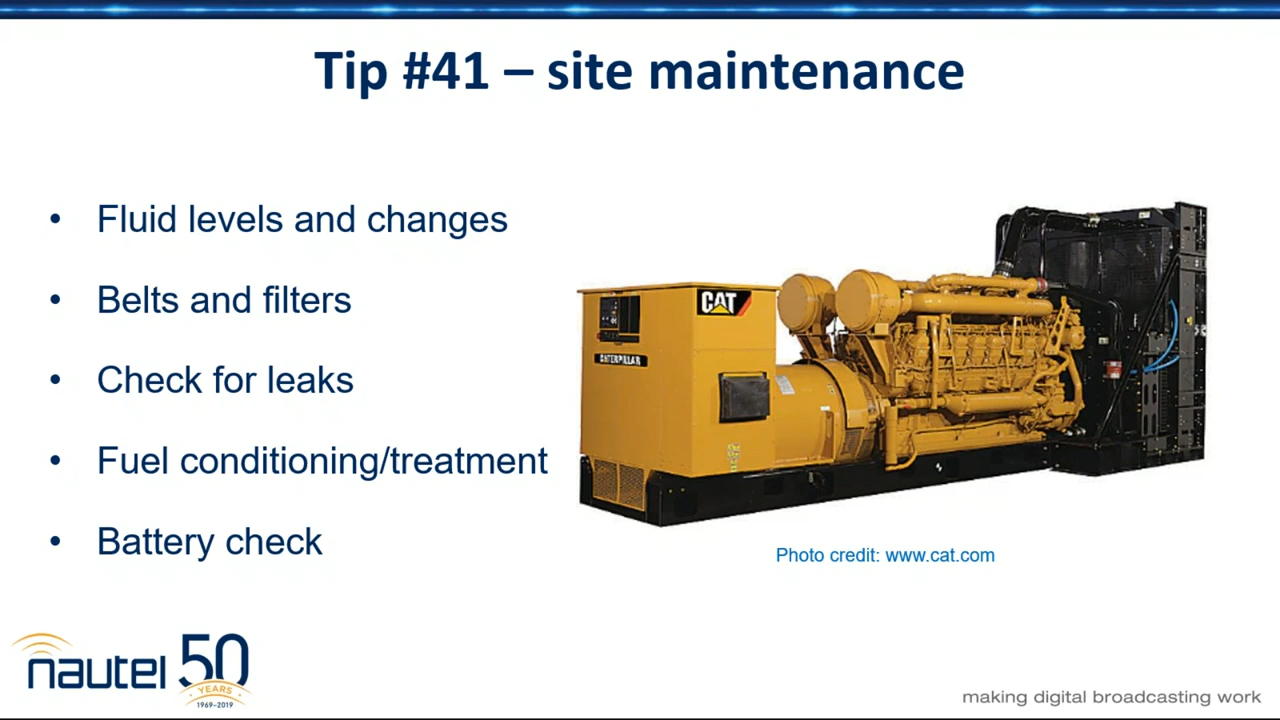 Tip #41 – site maintenance
• Fluid levels and changes
• Belts and filters
• Check for leaks
• Fuel conditioning/treatment
• Battery check
CAT
CATERPILLAR
Photo credit: www.cat.com
nautel 50
YEARS
1969-2019
making digital broadcasting work